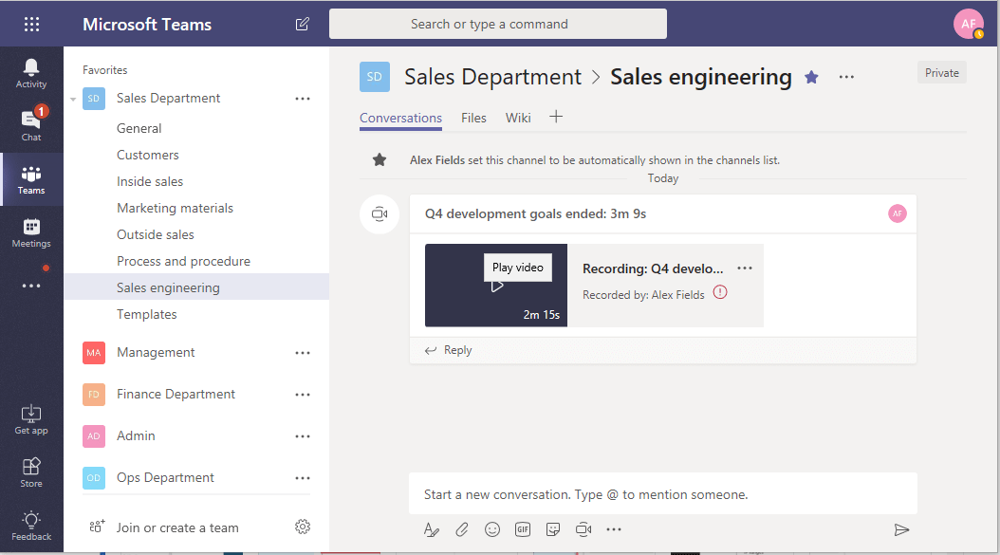 Microsoft Teams
Search or type a command
AF
Activity
1
Chat
Teams
Meetings
Get app
Store
Feedback
Favorites
SD Sales Department
General
Customers
Inside sales
Marketing materials
Outside sales
Process and procedure
Sales engineering
Templates
MA Management
FD Finance Department
AD Admin
OD Ops Department
Join or create a team
SD Sales Department > Sales engineering
Private
Conversations Files Wiki
Alex Fields set this channel to be automatically shown in the channels list.
Today
Q4 development goals ended: 3m 9s
AF
Play video
2m 15s
Recording: Q4 develo...
Recorded by: Alex Fields
Reply
Start a new conversation. Type @ to mention someone.
GIF